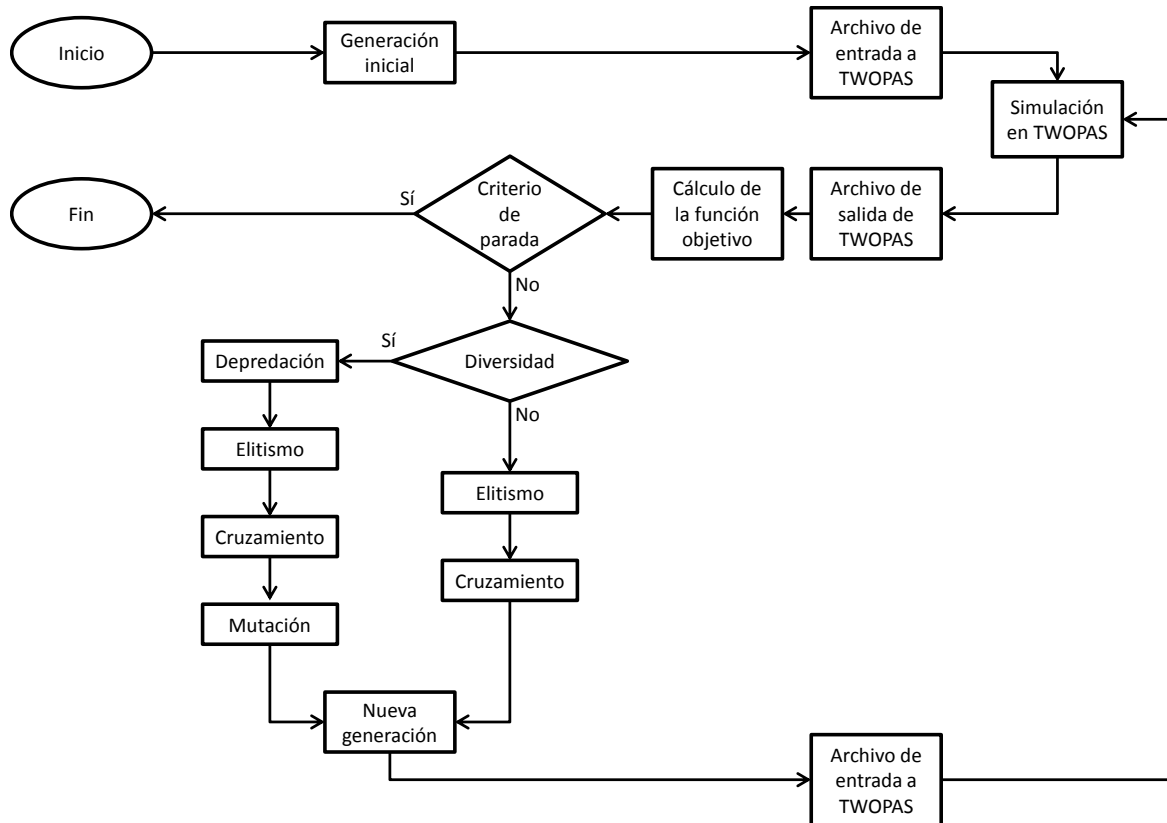 Inicio
Generación
inicial
Archivo de
entrada a
TWOPAS
Simulación
en TWOPAS
Fin
Sí
Criterio
de
parada
Cálculo de
la función
objetivo
Archivo de
salida de
TWOPAS
No
Sí
Depredación
Diversidad
No
Elitismo
Elitismo
Cruzamiento
Cruzamiento
Mutación
Nueva
generación
Archivo de
entrada a
TWOPAS